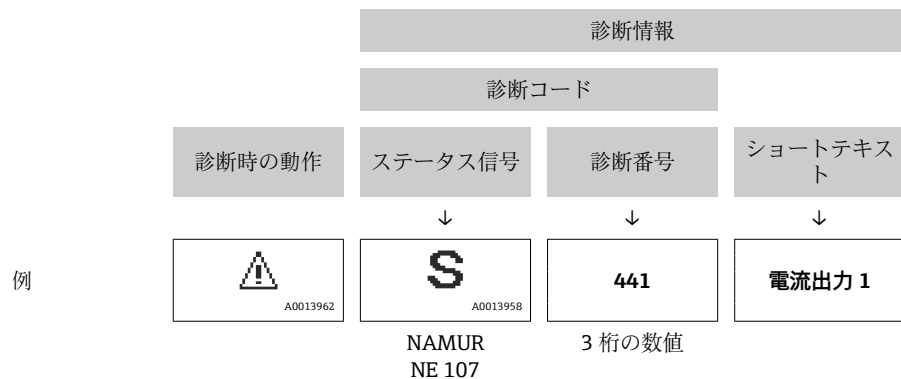 診断情報
診断コード
診断時の動作
ステータス信号
診断番号
ショートテキス
ト
↓ ↓ ↓
例
A0013962
S
A0013958
441
電流出力 1
NAMUR
NE 107
3 桁の数値